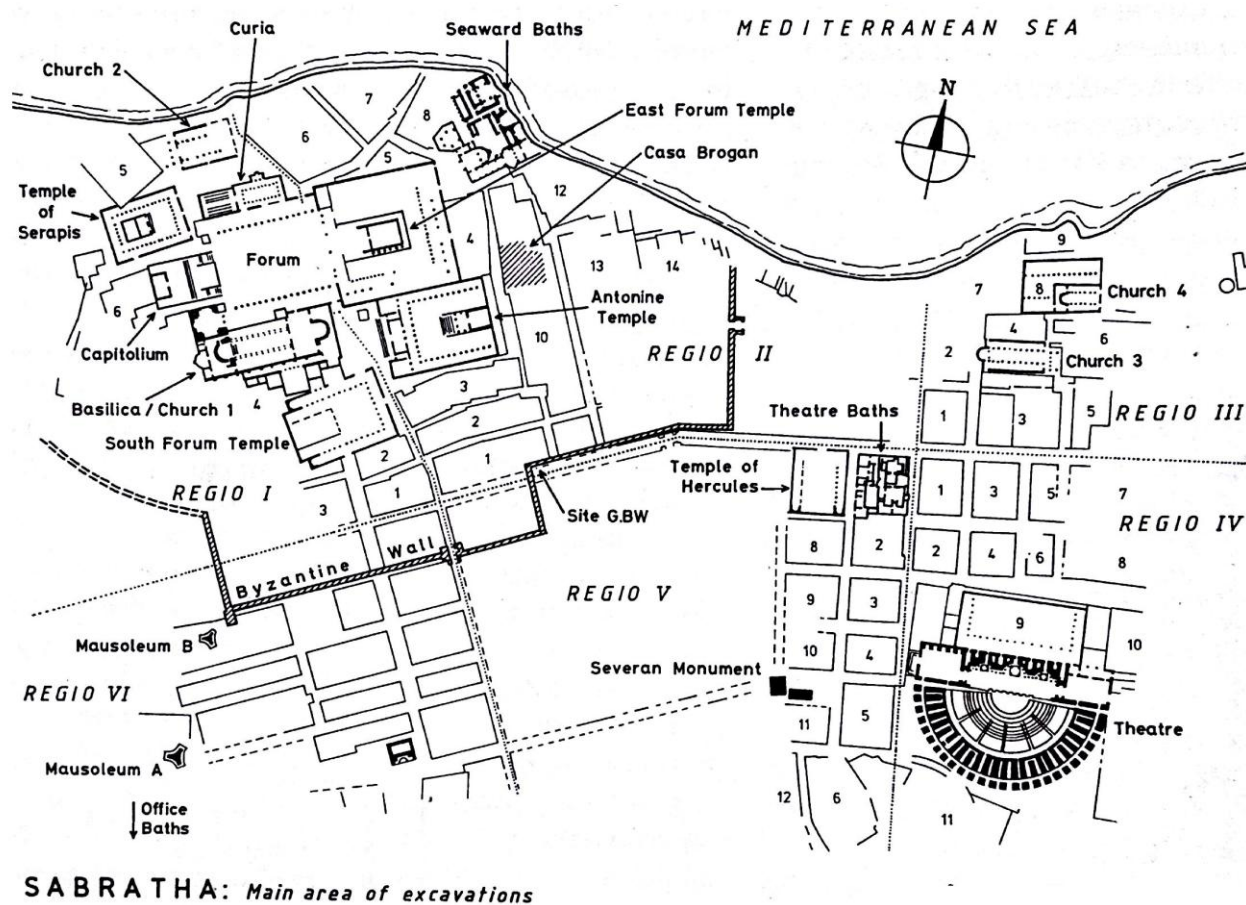 MEDITERRANEAN SEA
Curia
Seaward Baths
Church 2
N
East Forum Temple
Casa Brogan
7
8
6
5
5
12
Temple
of
Serapis
Forum
4
13
14
9
7
8
Church 4
6
Antonine
Temple
4
6
2
Church 3
Capitolium
10
REGIO II
3
Basilica / Church 1
4
Theatre Baths
1
3
5
REGIO III
South Forum Temple
2
2
1
Temple of
Hercules
1
3
5
7
REGIO I
1
3
Site G.BW
REGIO IV
Byzantine Wall
8
2
2
4
6
8
REGIO V
9
3
9
Mausoleum B
10
4
10
Severan Monument
REGIO VI
11
5
Theatre
Mausoleum A
Office
Baths
12
6
11
SABRATHA: Main area of excavations